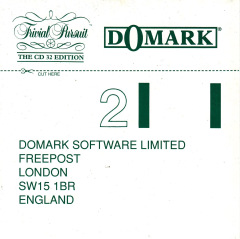 Trivial Pursuit
THE CD 32 EDITION
DOMARK®
CUT HERE
2
DOMARK SOFTWARE LIMITED
FREEPOST
LONDON
SW15 1BR
ENGLAND